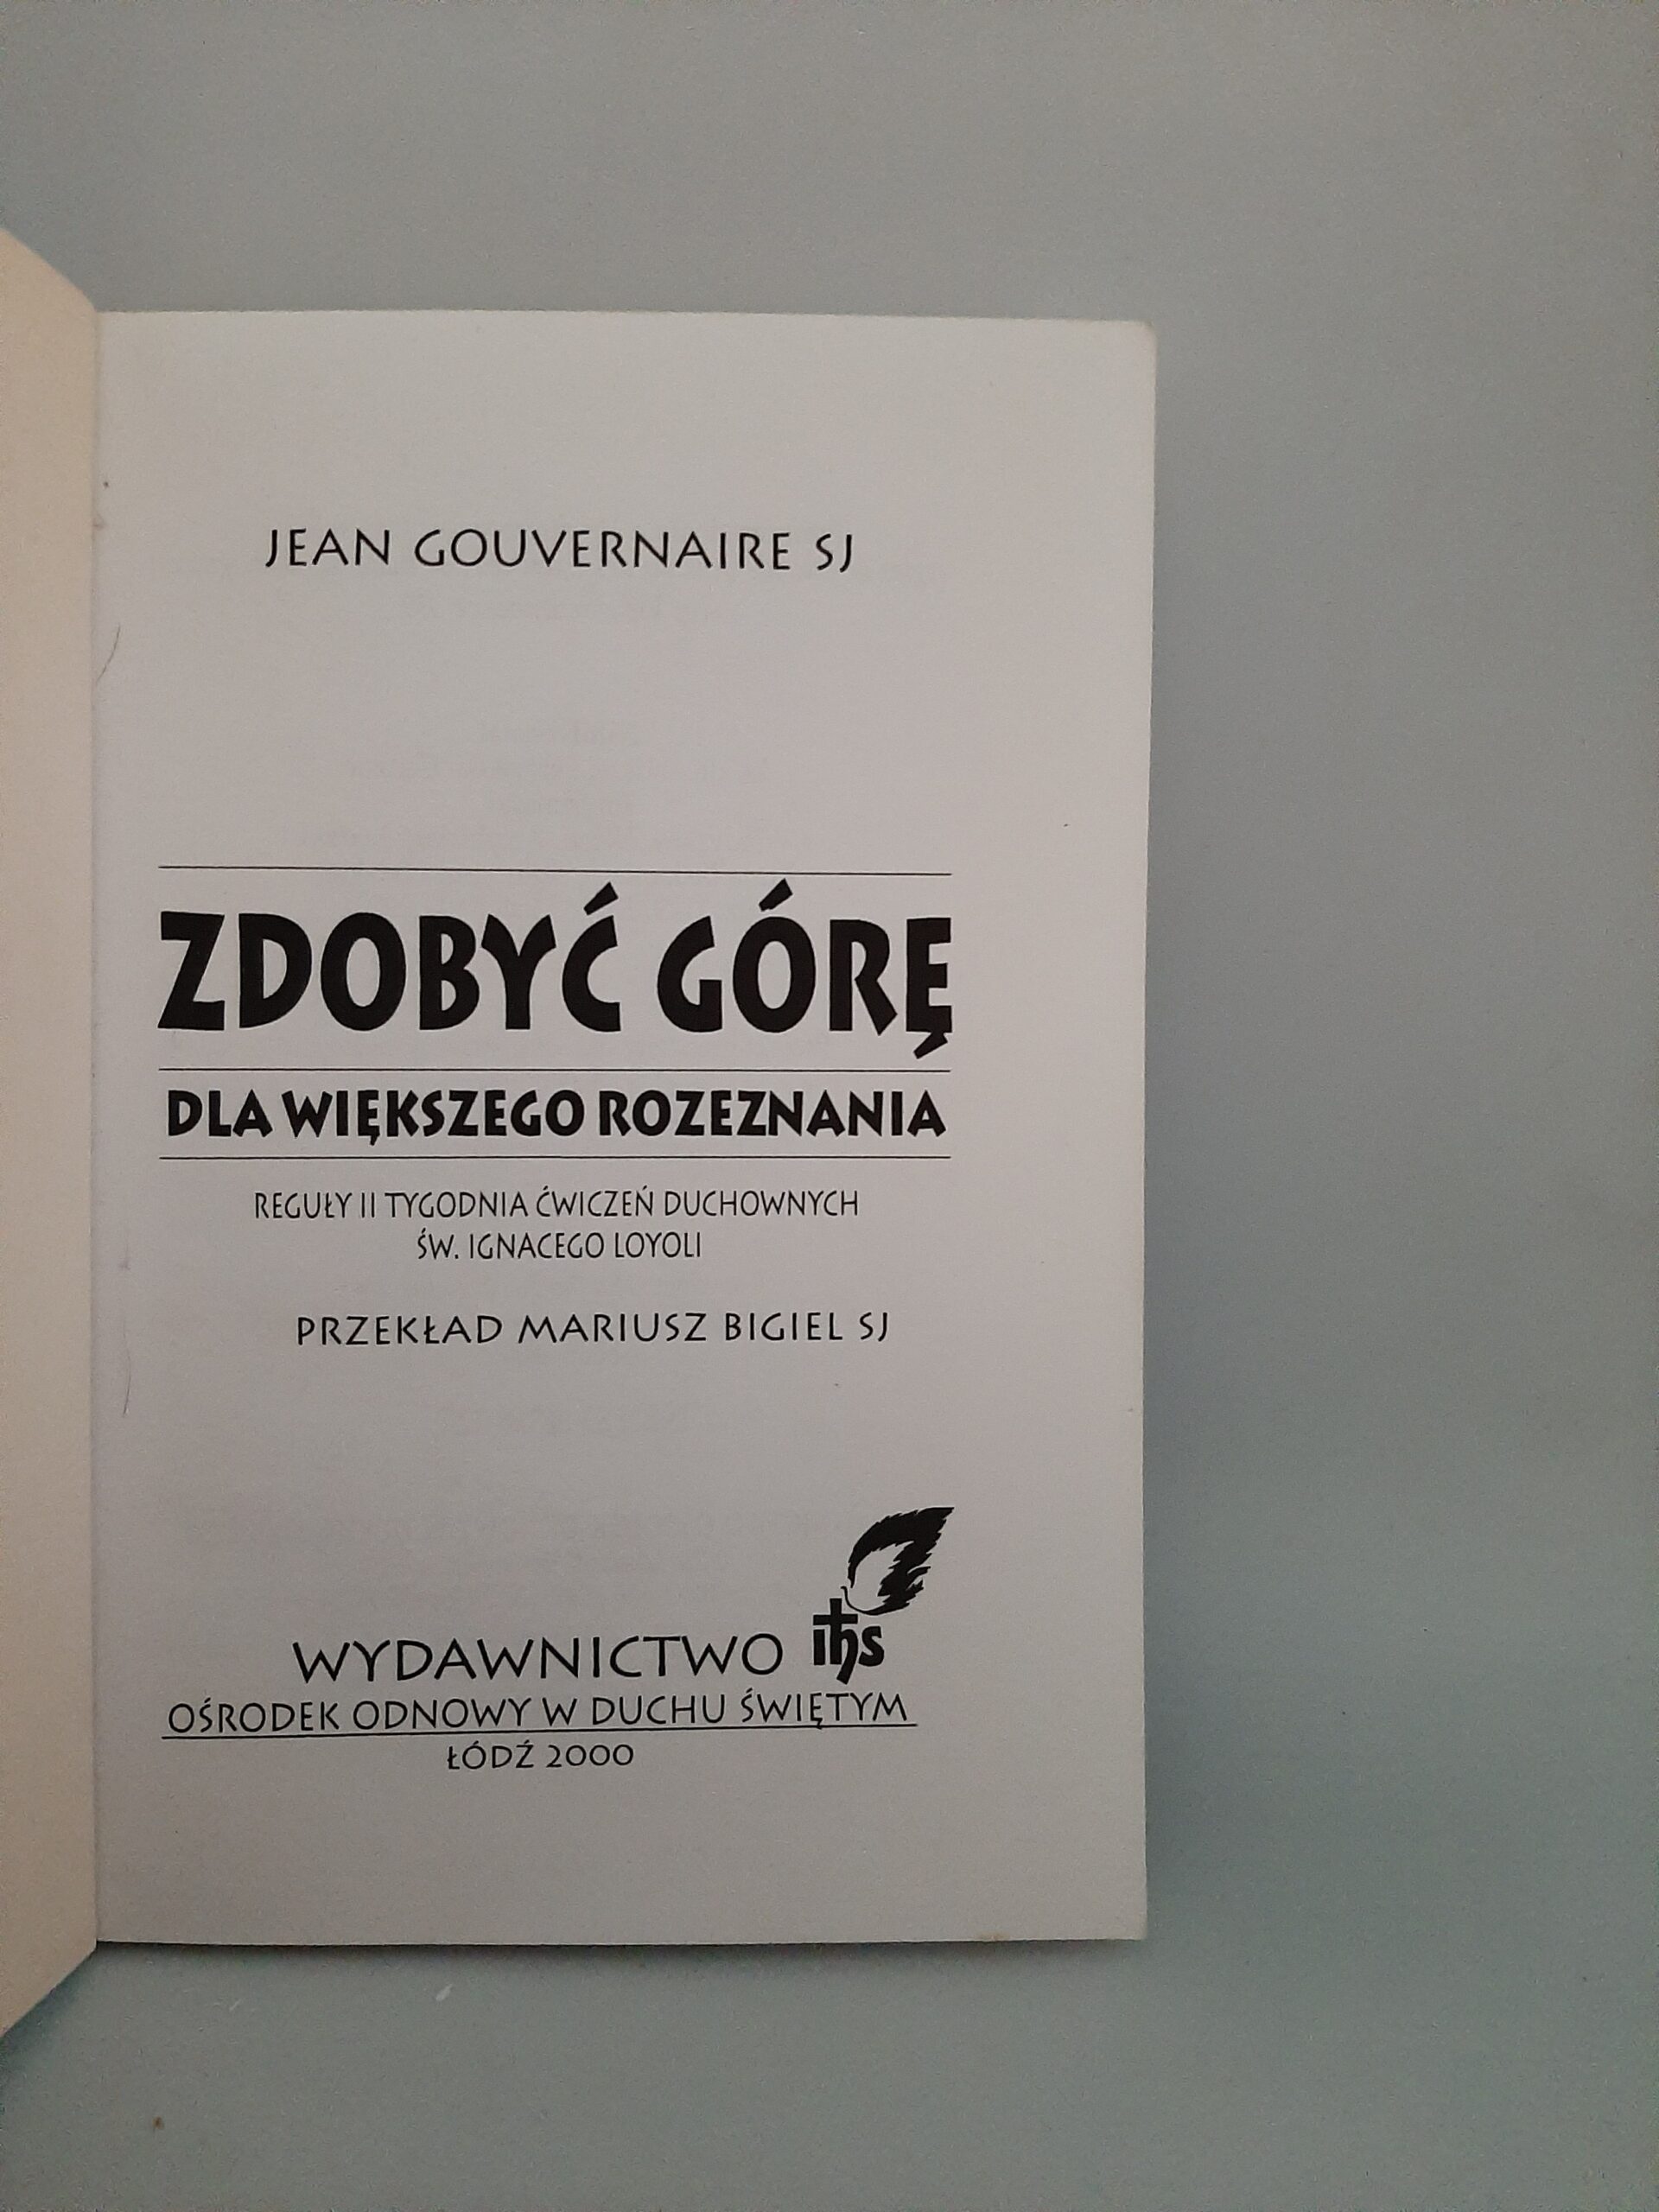 JEAN GOUVERNAIRE SJ
ZDOBYĆ GÓRĘ
DLA WIĘKSZEGO ROZEZNANIA
REGUŁY II TYGODNIA ĆWICZEŃ DUCHOWNYCH
ŚW. IGNACEGO LOYOLI
PRZEKŁAD MARIUSZ BIGIEL SJ
WYDAWNICTWO ihs
OŚRODEK ODNOWY W DUCHU ŚWIĘTYM
ŁÓDŹ 2000